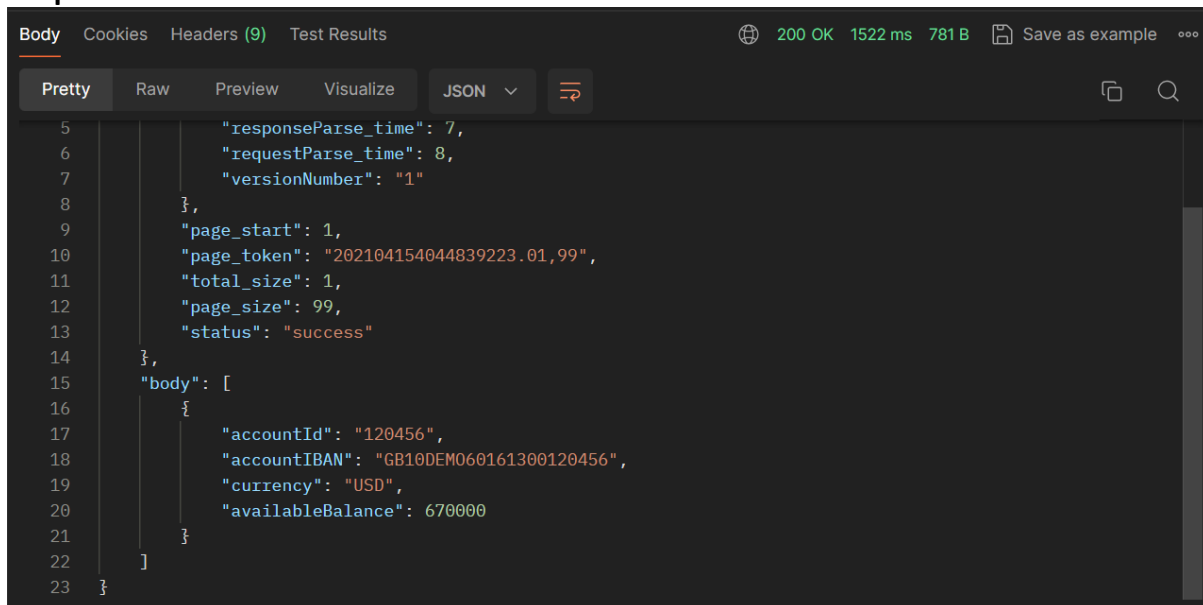 Body Cookies Headers (9) Test Results 200 OK 1522 ms 781 B Save as example
Pretty Raw Preview Visualize JSON
5 "responseParse_time": 7,
6 "requestParse_time": 8,
7 "versionNumber": "1"
8 },
9 "page_start": 1,
10 "page_token": "202104154044839223.01,99",
11 "total_size": 1,
12 "page_size": 99,
13 "status": "success"
14 },
15 "body": [
16 {
17 "accountId": "120456",
18 "accountIBAN": "GB10DEMO60161300120456",
19 "currency": "USD",
20 "availableBalance": 670000
21 }
22 ]
23 }